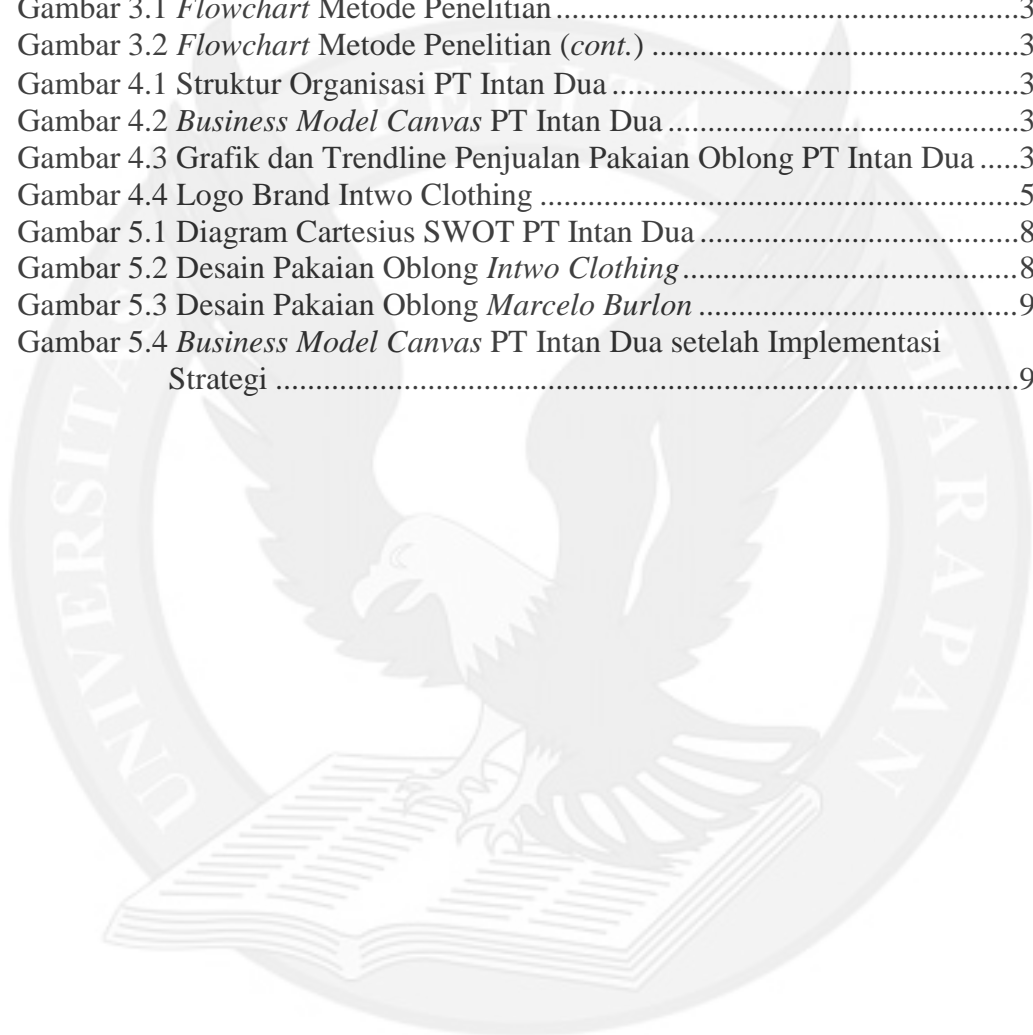 Gambar 3.1 Flowchart Metode Penelitian ........................................................ 3
Gambar 3.2 Flowchart Metode Penelitian (cont.) ............................................ 3
Gambar 4.1 Struktur Organisasi PT Intan Dua ................................................. 3
Gambar 4.2 Business Model Canvas PT Intan Dua .......................................... 3
Gambar 4.3 Grafik dan Trendline Penjualan Pakaian Oblong PT Intan Dua ..... 3
Gambar 4.4 Logo Brand Intwo Clothing .......................................................... 5
Gambar 5.1 Diagram Cartesius SWOT PT Intan Dua ...................................... 8
Gambar 5.2 Desain Pakaian Oblong Intwo Clothing ........................................ 8
Gambar 5.3 Desain Pakaian Oblong Marcelo Burlon ...................................... 9
Gambar 5.4 Business Model Canvas PT Intan Dua setelah Implementasi
Strategi ........................................................................................... 9
UNIVERSITAS PELITA HARAPAN